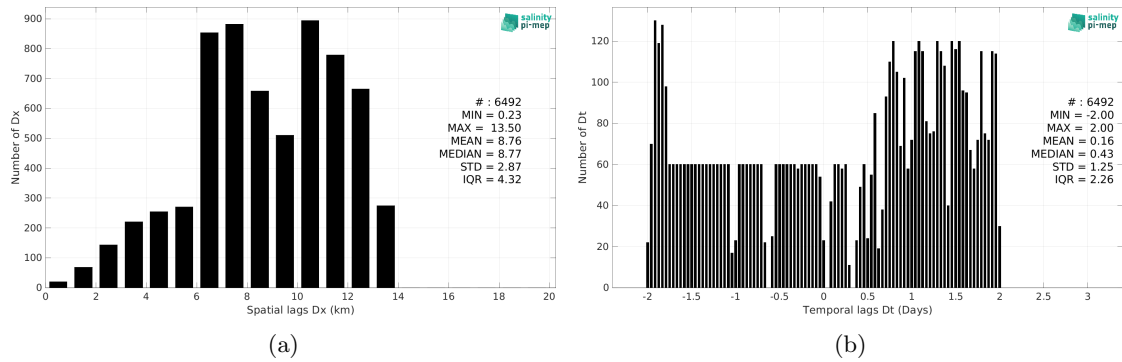 900
800
700
600
500
400
300
200
100
0
Number of Dx
0 2 4 6 8 10 12 14 16 18 20
Spatial lags Dx (km)
salinity
pi-mep
# : 6492
MIN = 0.23
MAX = 13.50
MEAN = 8.76
MEDIAN = 8.77
STD = 2.87
IQR = 4.32
(a)
120
100
80
60
40
20
0
Number of Dt
-2 -1.5 -1 -0.5 0 0.5 1 1.5 2 2.5 3
Temporal lags Dt (Days)
salinity
pi-mep
# : 6492
MIN = -2.00
MAX = 2.00
MEAN = 0.16
MEDIAN = 0.43
STD = 1.25
IQR = 2.26
(b)